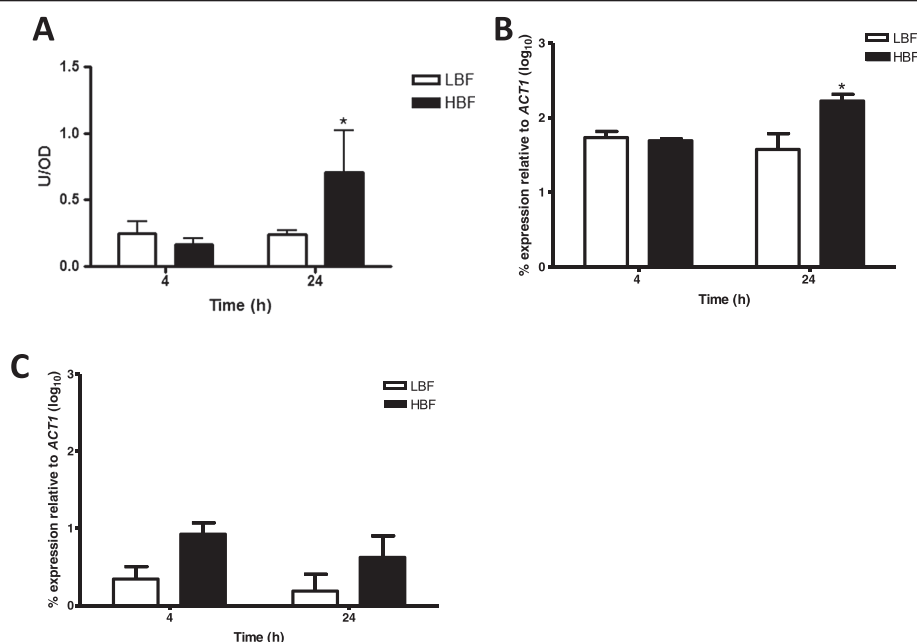 A
1.5
1.0
0.5
0.0
U/OD
*
LBF
HBF
4
24
Time (h)
B
3
2
1
0
% expression relative to ACT1 (log10)
*
LBF
HBF
4
24
Time (h)
C
3
2
1
0
% expression relative to ACT1 (log10)
LBF
HBF
4
24
Time (h)